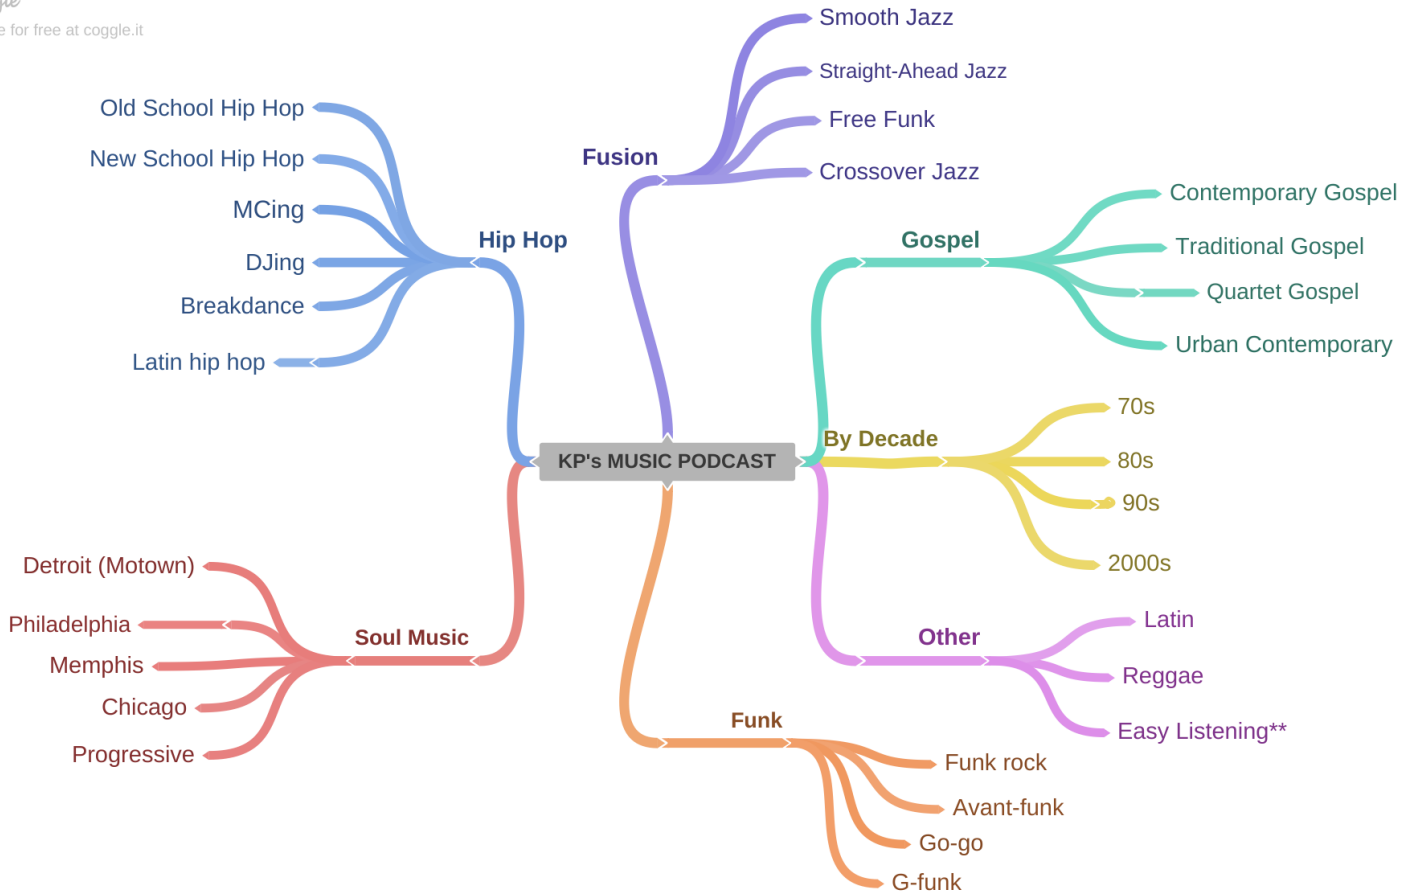 for free at coggle.it
KP's MUSIC PODCAST
Fusion
Smooth Jazz
Straight-Ahead Jazz
Free Funk
Crossover Jazz
Gospel
Contemporary Gospel
Traditional Gospel
Quartet Gospel
Urban Contemporary
By Decade
70s
80s
90s
2000s
Other
Latin
Reggae
Easy Listening**
Funk
Funk rock
Avant-funk
Go-go
G-funk
Hip Hop
Old School Hip Hop
New School Hip Hop
MCing
DJing
Breakdance
Latin hip hop
Soul Music
Detroit (Motown)
Philadelphia
Memphis
Chicago
Progressive